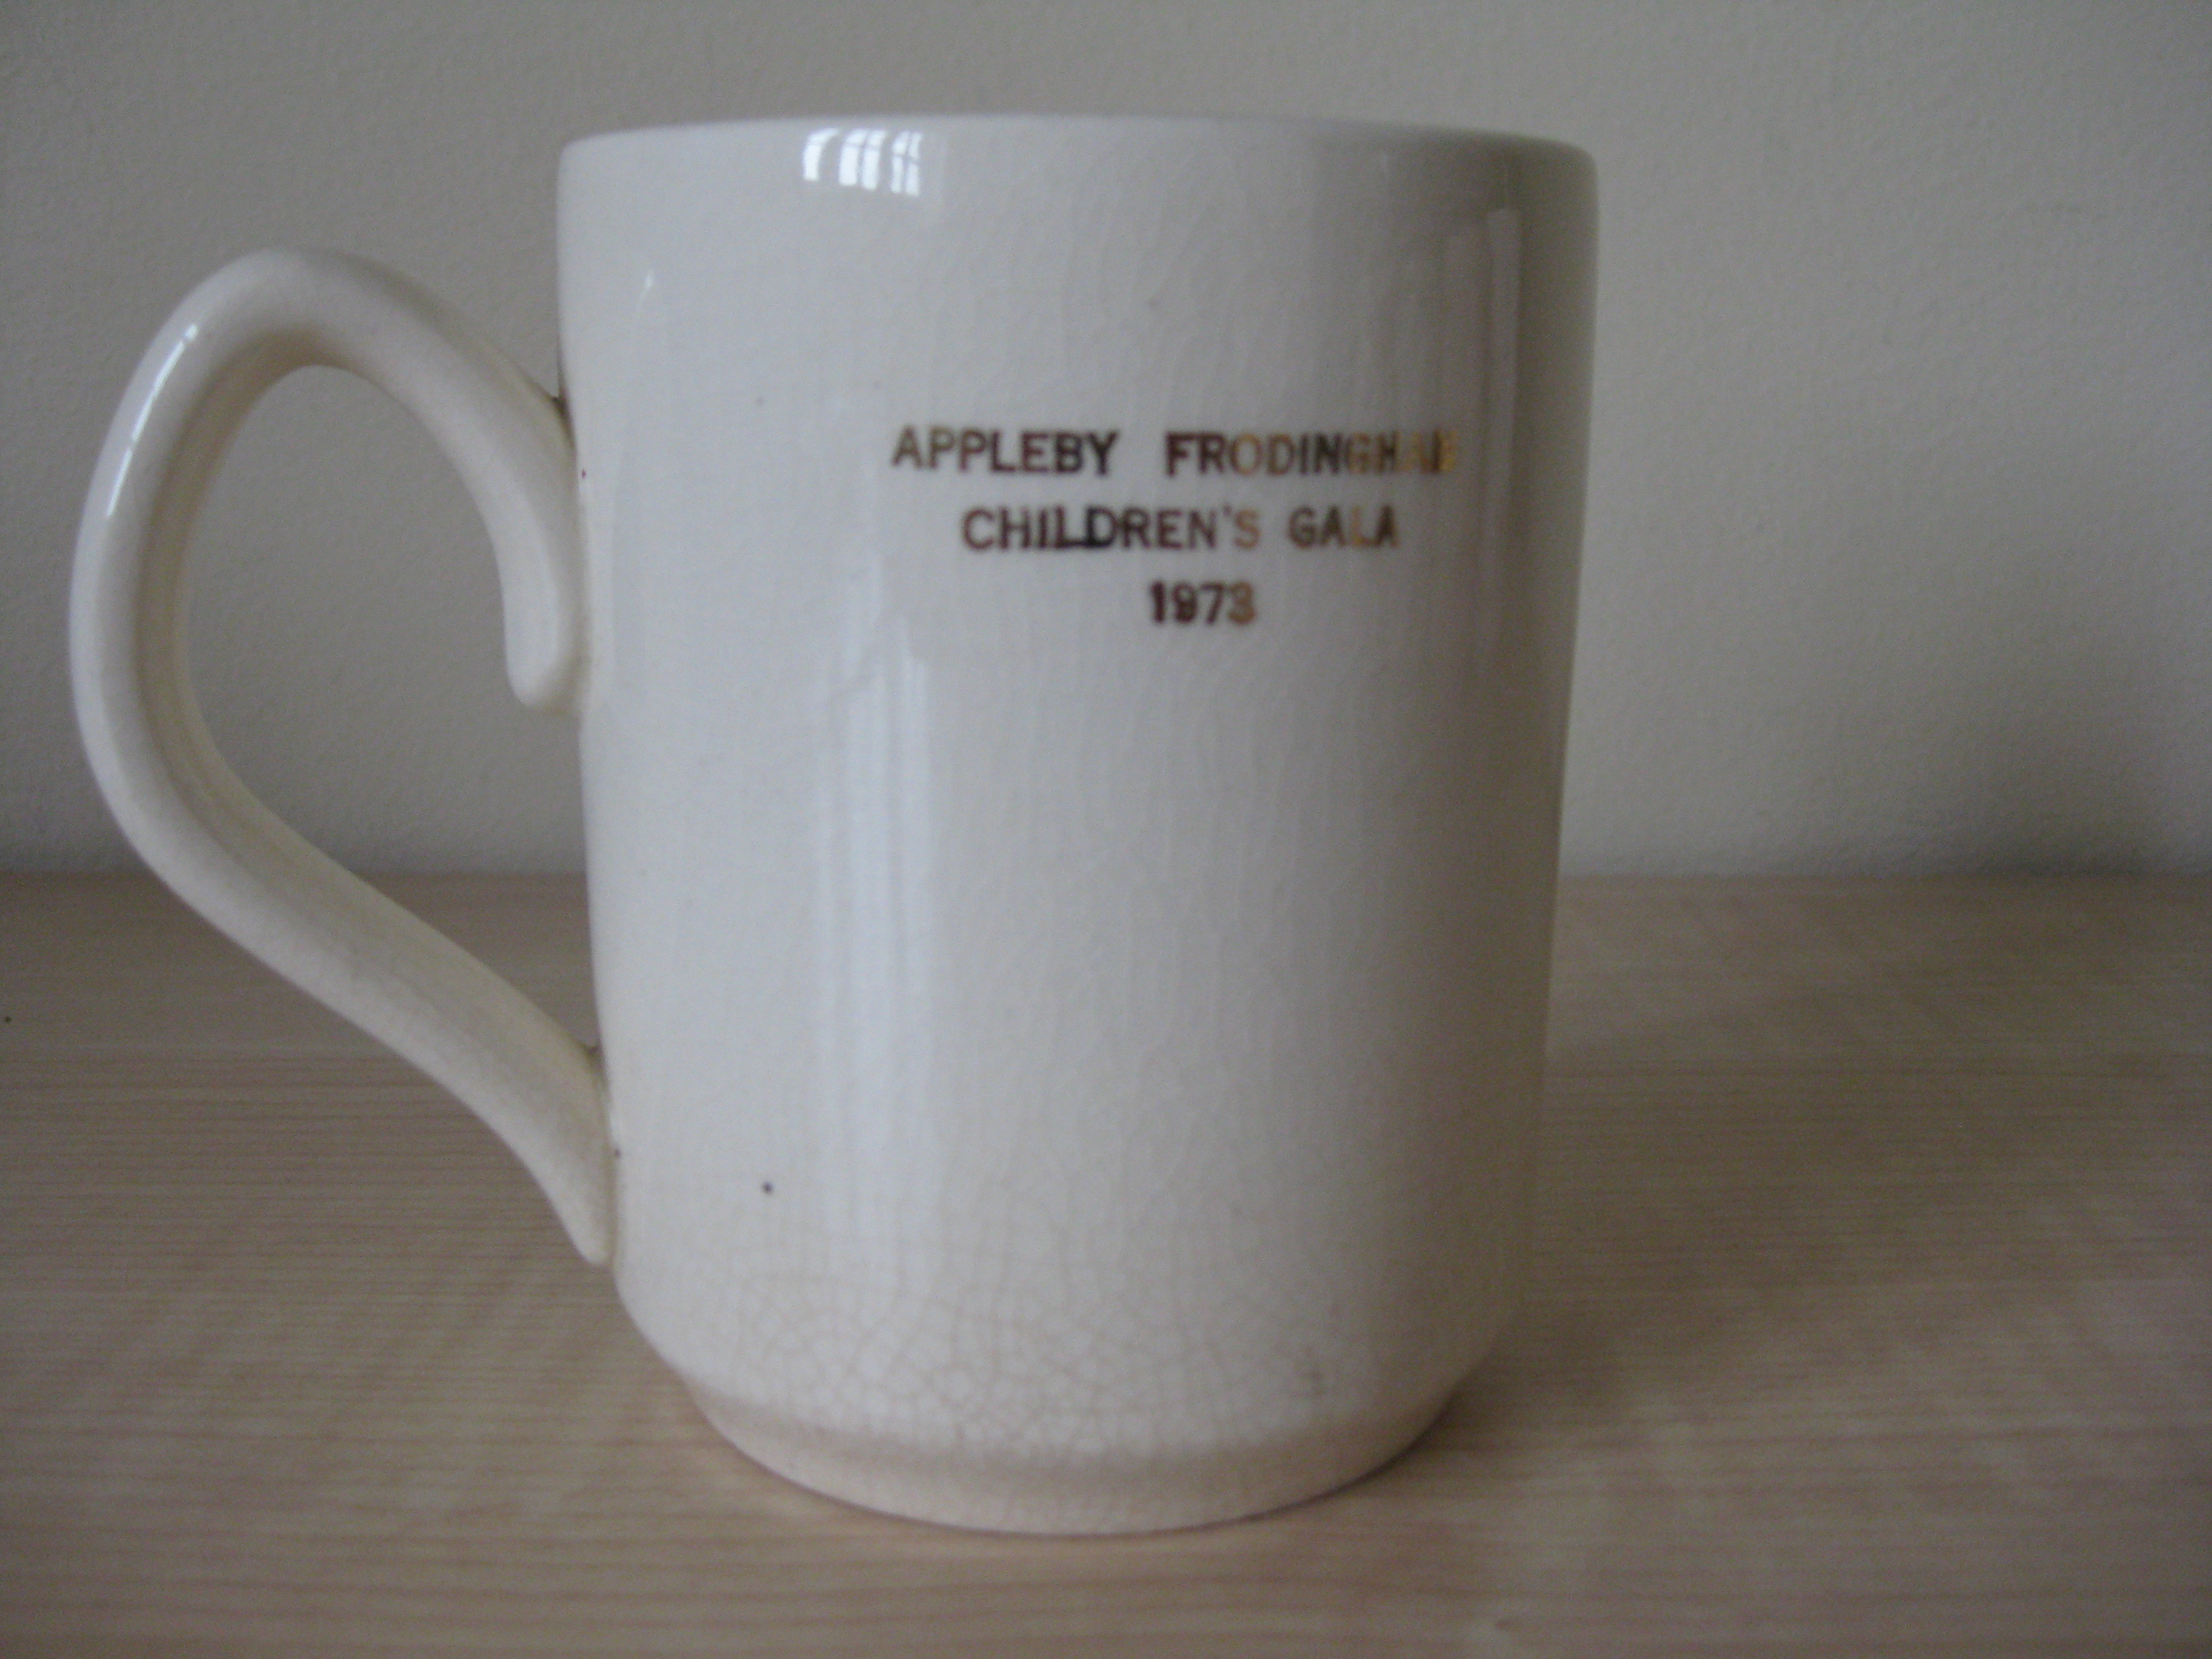 APPLEBY FRODINGHAM
CHILDREN'S GALA
1973